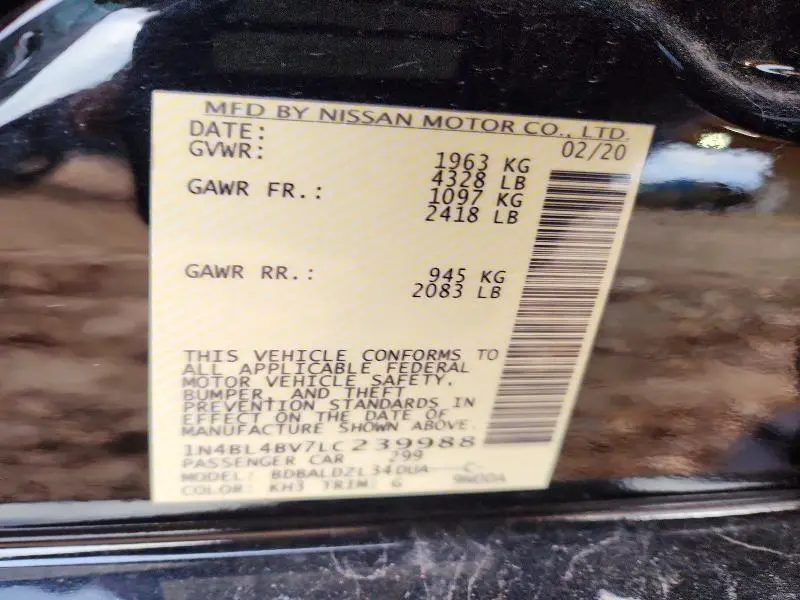 MFD BY NISSAN MOTOR CO., LTD.
DATE: 02/20
GVWR: 1963 KG
4328 LB
GAWR FR.: 1097 KG
2418 LB
GAWR RR.: 945 KG
2083 LB
THIS VEHICLE CONFORMS TO
ALL APPLICABLE FEDERAL
MOTOR VEHICLE SAFETY,
BUMPER, AND THEFT
PREVENTION STANDARDS IN
EFFECT ON THE DATE OF
MANUFACTURE SHOWN ABOVE.
1N4BL4BV7LC239988
PASSENGER CAR 299
MODEL: BDBALDZL34DUA-C-
COLOR: KH3 TRIM: G